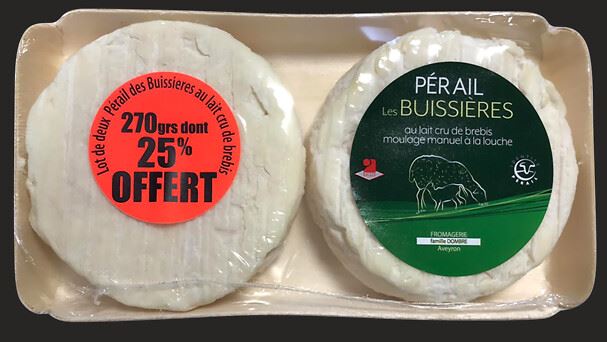 Lot de deux Pérail des Buissieres au lait cru de brebis
270grs dont
25%
OFFERT
PÉRAIL
Les BUISSIÈRES
au lait cru de brebis
moulage manuel a la louche
PÉRAIL
FROMAGERIE
famille DOMBRE
Aveyron